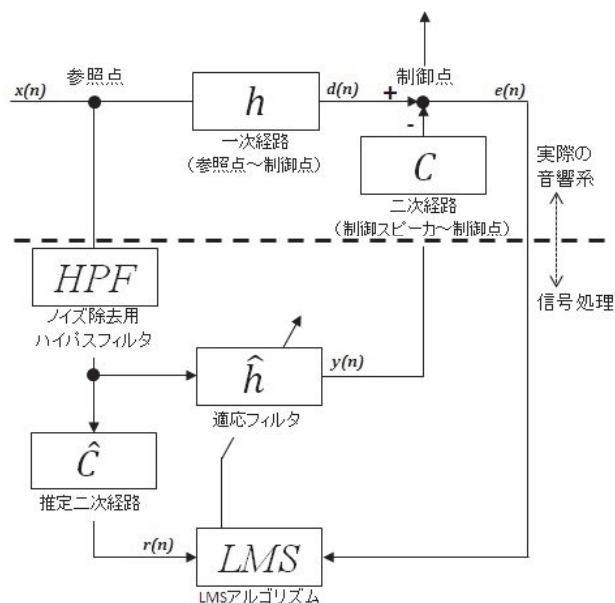 x(n)
参照点
h
一次経路
(参照点～制御点)
d(n)
+
制御点
-
e(n)
C
二次経路
(制御スピーカ～制御点)
実際の
音響系
信号処理
HPF
ノイズ除去用
ハイパスフィルタ
ĥ
適応フィルタ
y(n)
Ĉ
推定二次経路
r(n)
LMS
LMSアルゴリズム